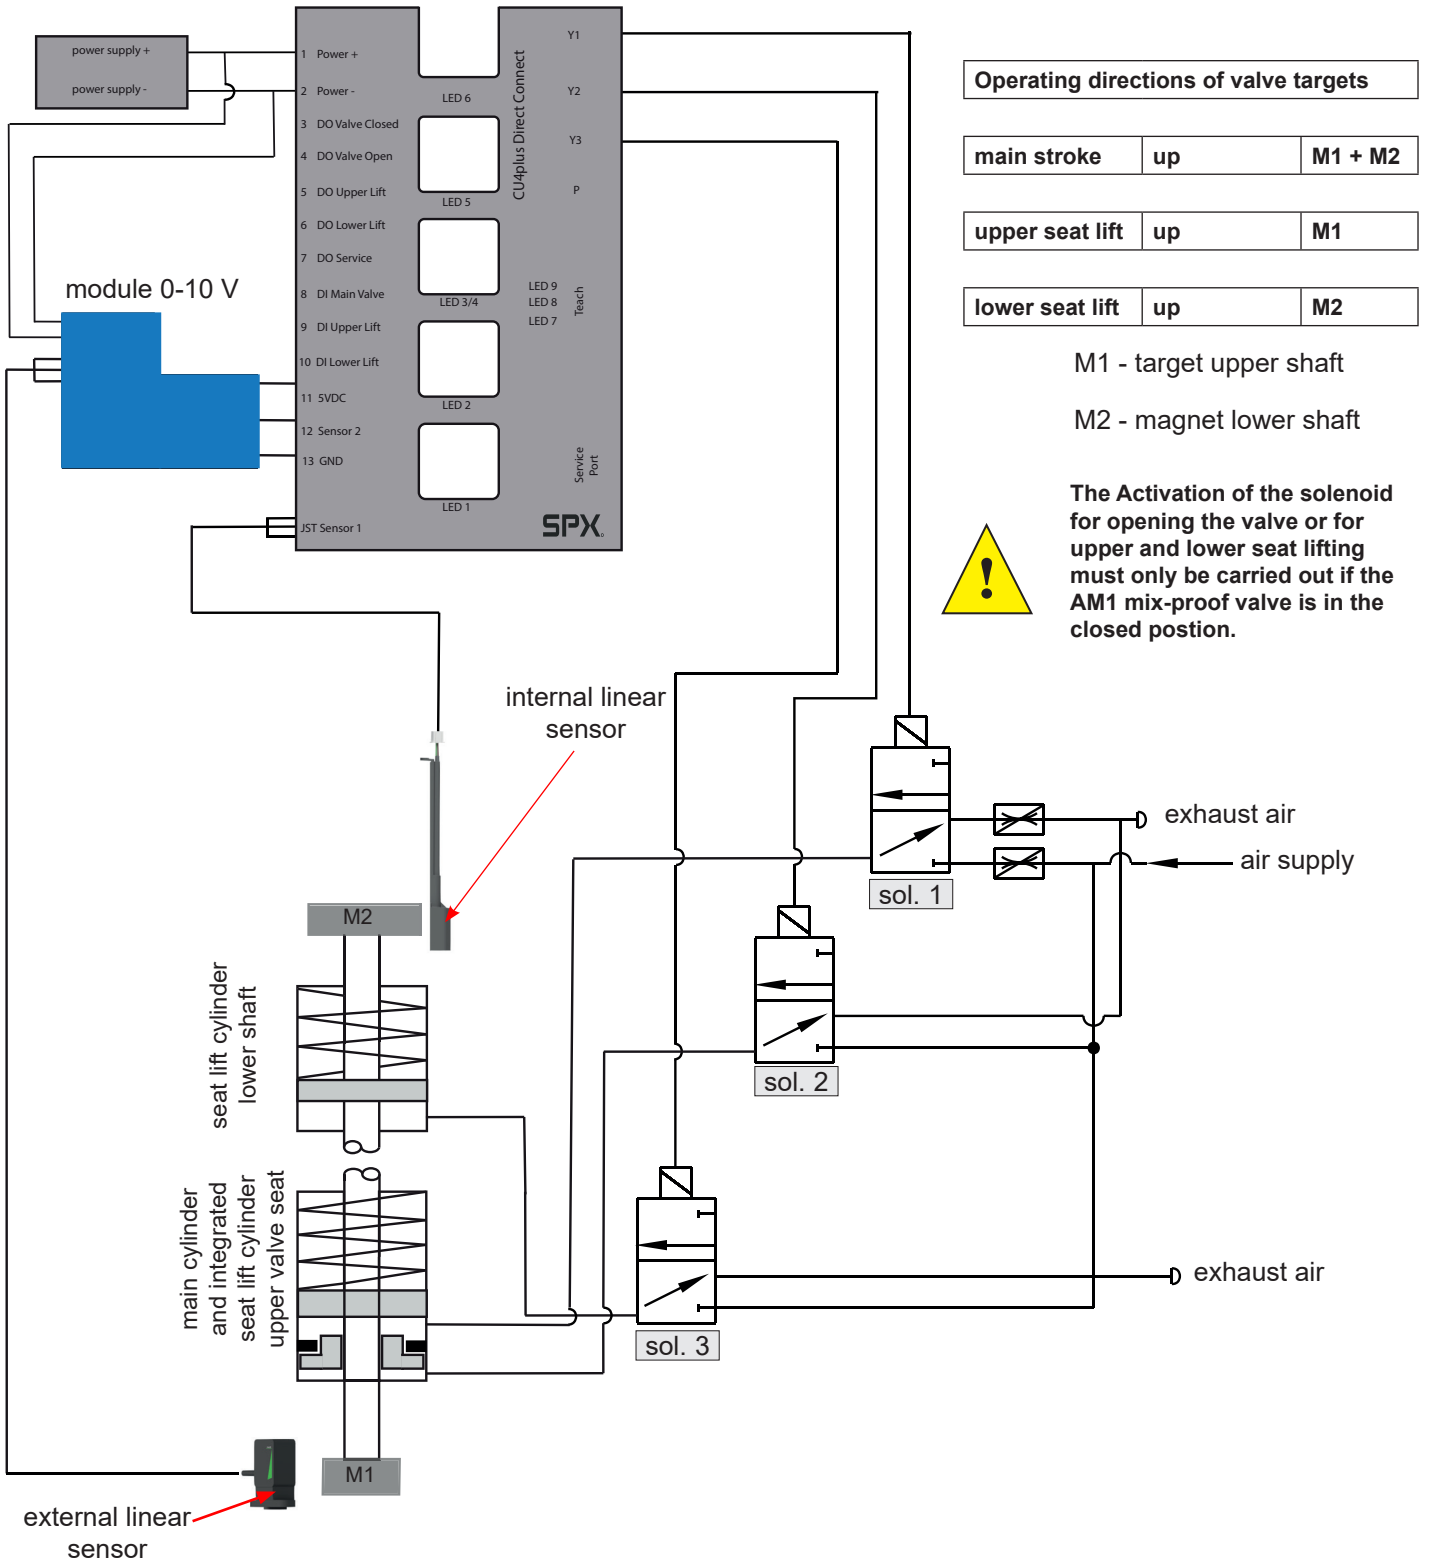 power supply +
power supply -
1 Power +
2 Power -
3 DO Valve Closed
4 DO Valve Open
5 DO Upper Lift
6 DO Lower Lift
7 DO Service
8 DI Main Valve
9 DI Upper Lift
10 DI Lower Lift
11 5VDC
12 Sensor 2
13 GND
JST Sensor 1
LED 6
LED 5
LED 3/4
LED 2
LED 1
CU4plus Direct Connect
Y1
Y2
Y3
P
LED 9
LED 8
LED 7
Teach
Service
Port
SPX
module 0-10 V
Operating directions of valve targets
main stroke up M1 + M2
upper seat lift up M1
lower seat lift up M2
M1 - target upper shaft
M2 - magnet lower shaft
!
The Activation of the solenoid
for opening the valve or for
upper and lower seat lifting
must only be carried out if the
AM1 mix-proof valve is in the
closed postion.
internal linear
sensor
exhaust air
air supply
sol. 1
M2
sol. 2
seat lift cylinder
lower shaft
main cylinder
and integrated
seat lift cylinder
upper valve seat
exhaust air
sol. 3
M1
external linear
sensor